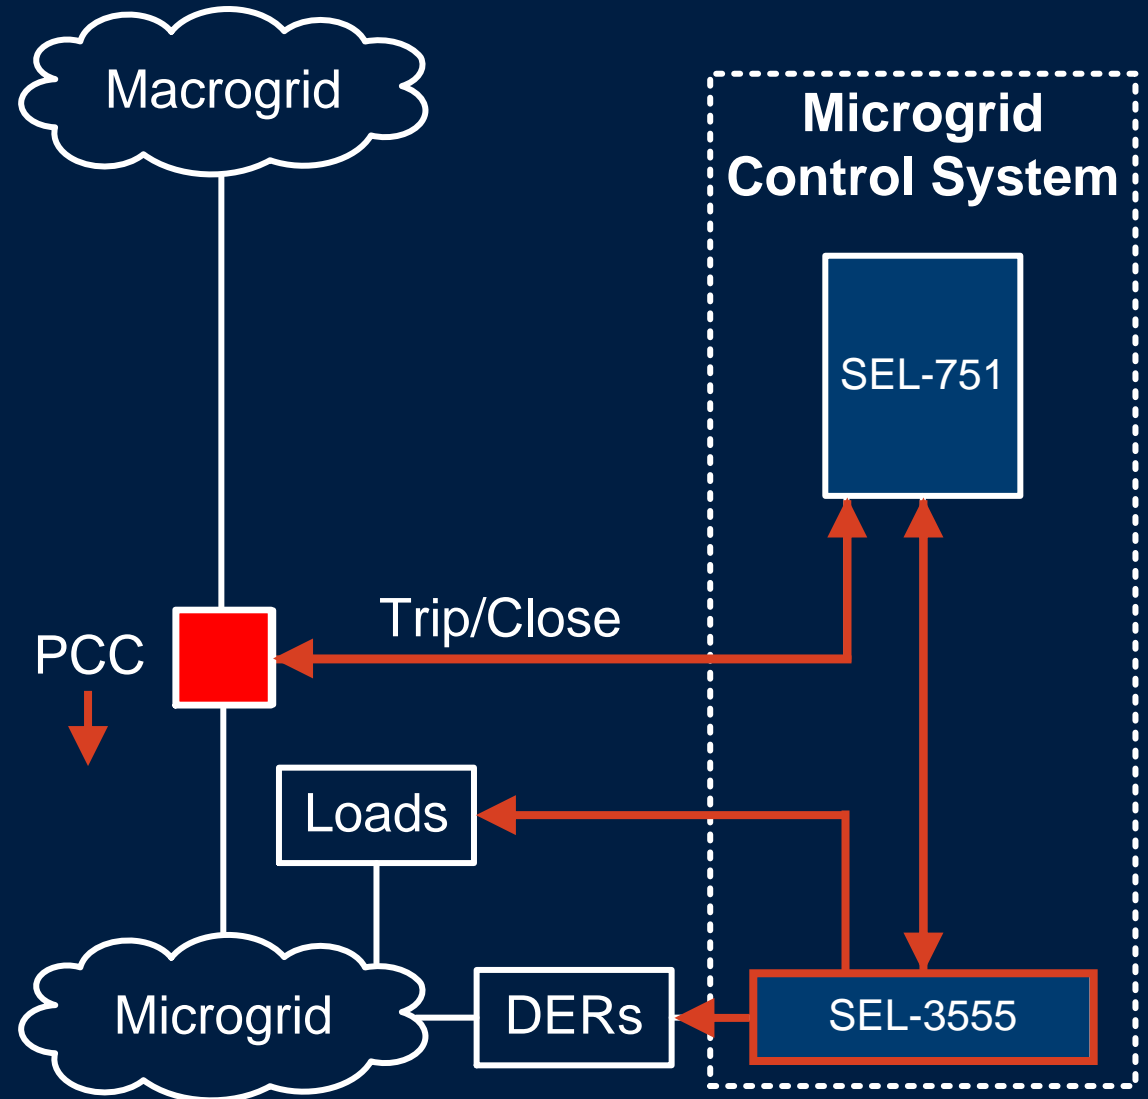 Macrogrid
Microgrid
Control System
SEL-751
Trip/Close
PCC
Loads
Microgrid
DERs
SEL-3555